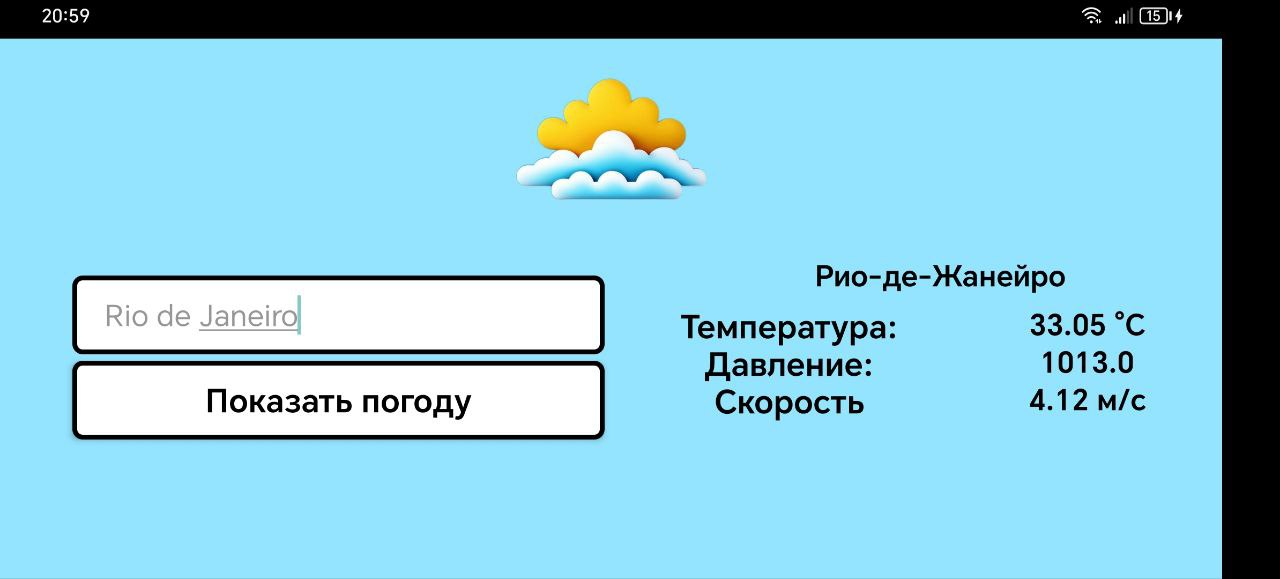 20:59
15
Rio de Janeiro
Показать погоду
Рио-де-Жанейро
Температура: 33.05 °C
Давление: 1013.0
Скорость 4.12 м/с